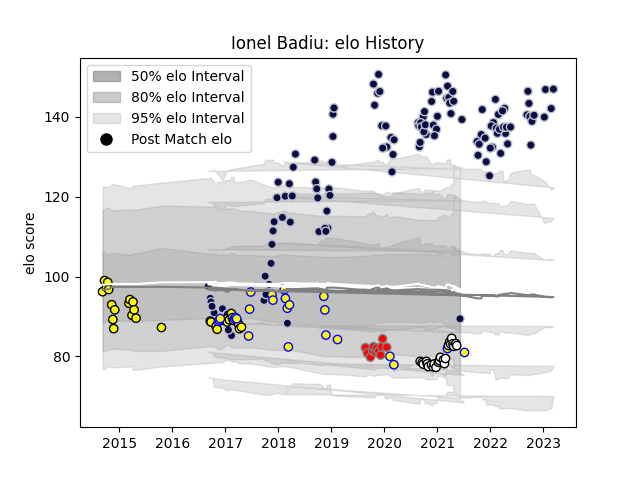 Ionel Badiu: elo History
50% elo Interval
80% elo Interval
95% elo Interval
Post Match elo
elo score
140
120
100
80
2015 2016 2017 2018 2019 2020 2021 2022 2023